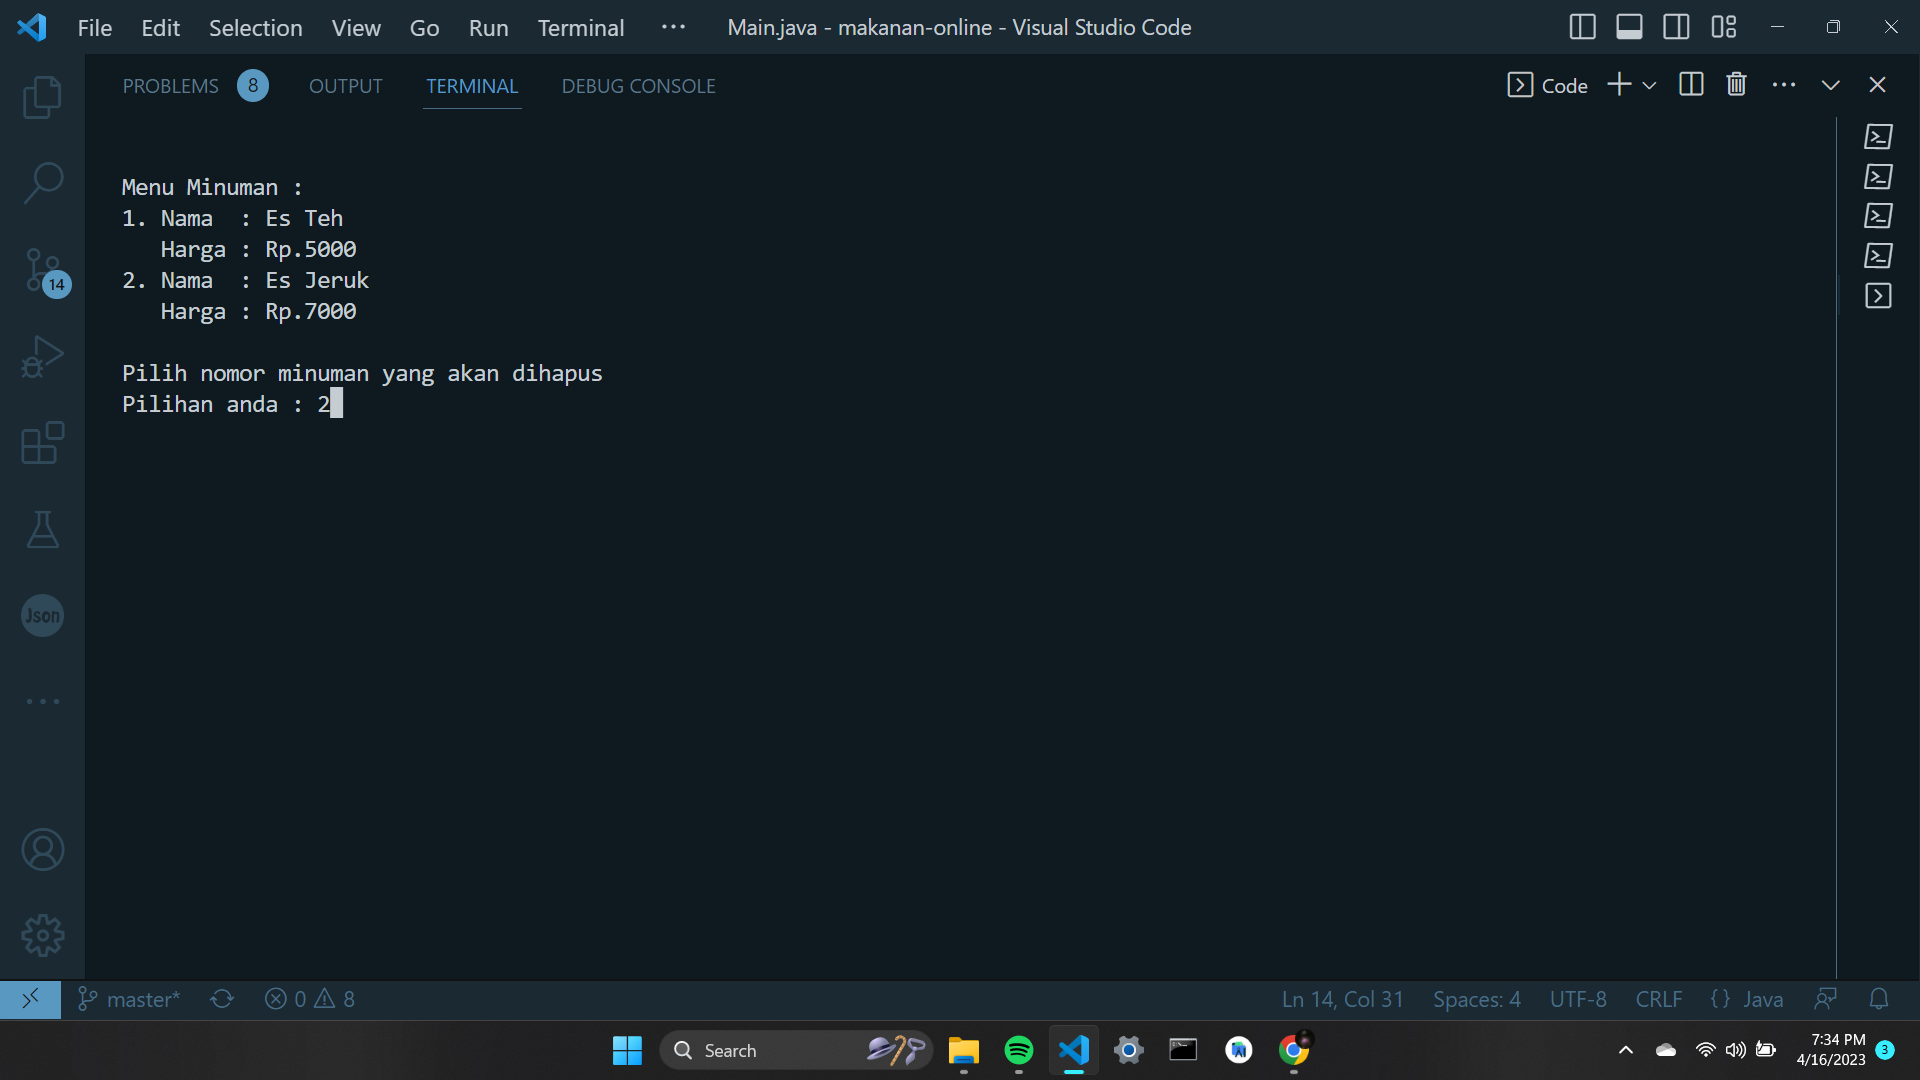 File Edit Selection View Go Run Terminal ··· Main.java - makanan-online - Visual Studio Code
PROBLEMS 8 OUTPUT TERMINAL DEBUG CONSOLE Code
Menu Minuman :
1. Nama  : Es Teh
   Harga : Rp.5000
2. Nama  : Es Jeruk
   Harga : Rp.7000
Pilih nomor minuman yang akan dihapus
Pilihan anda : 2
14
Json
master* 0 8 Ln 14, Col 31 Spaces: 4 UTF-8 CRLF {} Java
Search
7:34 PM
4/16/2023
3